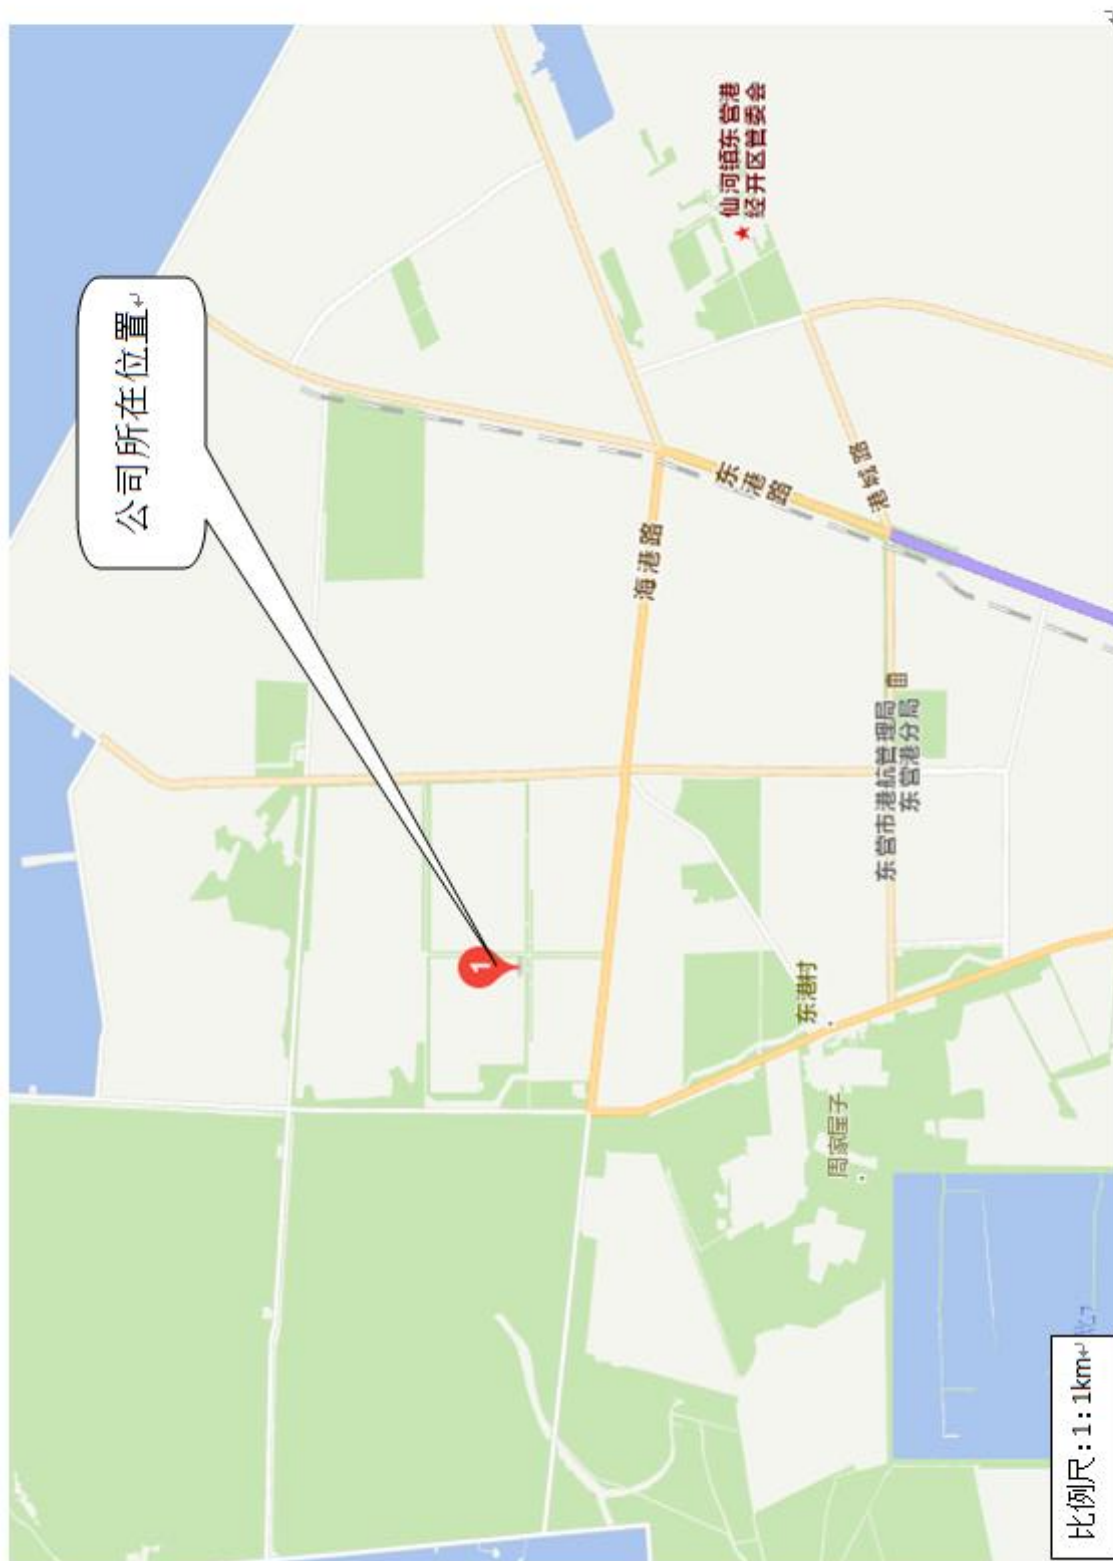 公司所在位置
1
海港路
仙河镇东营港
经开区管委会
东港路
东港村
周家屋子
港城路
东营市港航管理局
东营港分局
比例尺：1：1km